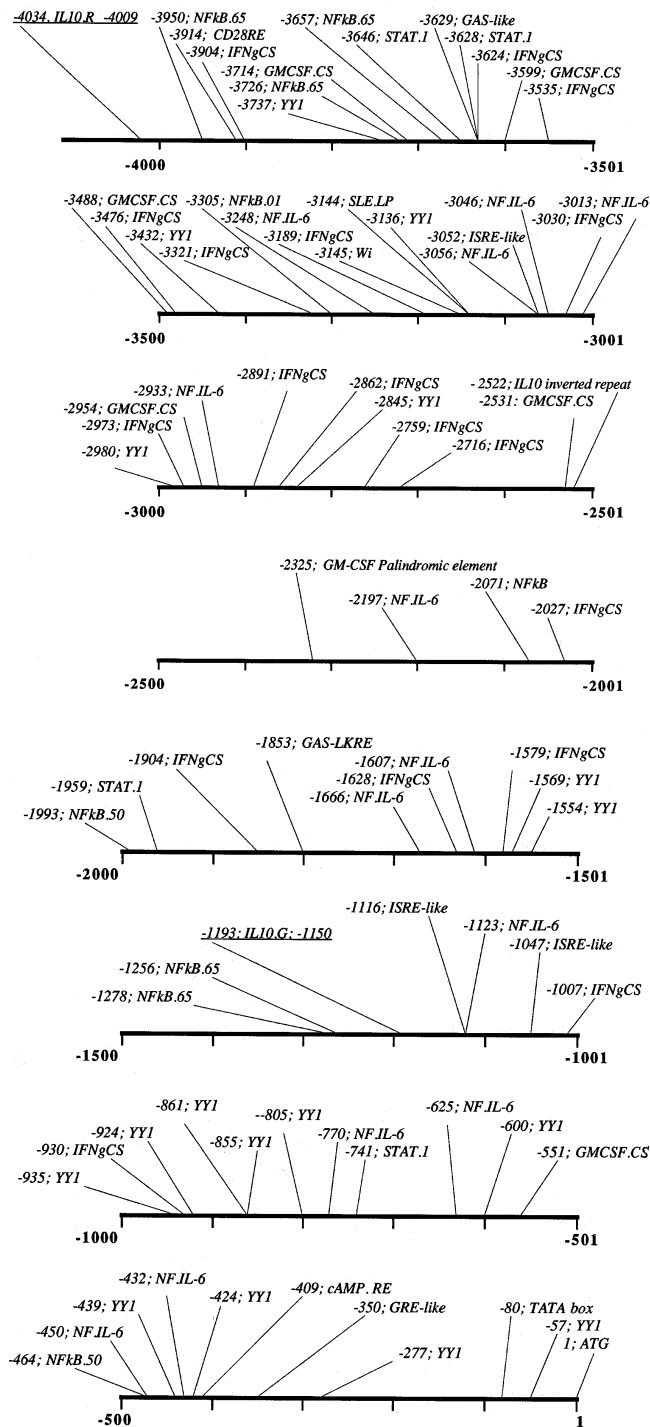 -4034, IL10.R -4009
-3950; NFkB.65
-3914; CD28RE
-3904; IFNgCS
-3714; GMCSF.CS
-3726; NFkB.65
-3737; YY1
-3657; NFkB.65
-3646; STAT.1
-3629; GAS-like
-3628; STAT.1
-3624; IFNgCS
-3599; GMCSF.CS
-3535; IFNgCS
-4000
-3501
-3488; GMCSF.CS
-3476; IFNgCS
-3432; YY1
-3321; IFNgCS
-3305; NFkB.01
-3248; NF.IL-6
-3189; IFNgCS
-3145; Wi
-3144; SLE.LP
-3136; YY1
-3046; NF.IL-6
-3052; ISRE-like
-3056; NF.IL-6
-3013; NF.IL-6
-3030; IFNgCS
-3500
-3001
-2891; IFNgCS
-2933; NF.IL-6
-2954; GMCSF.CS
-2973; IFNgCS
-2980; YY1
-2862; IFNgCS
-2845; YY1
-2759; IFNgCS
-2716; IFNgCS
-2522; IL10 inverted repeat
-2531: GMCSF.CS
-3000
-2501
-2325; GM-CSF Palindromic element
-2197; NF.IL-6
-2071; NFkB
-2027; IFNgCS
-2500
-2001
-1853; GAS-LKRE
-1904; IFNgCS
-1959; STAT.1
-1993; NFkB.50
-1607; NF.IL-6
-1628; IFNgCS
-1666; NF.IL-6
-1579; IFNgCS
-1569; YY1
-1554; YY1
-2000
-1501
-1116; ISRE-like
-1123; NF.IL-6
-1193; IL10.G; -1150
-1047; ISRE-like
-1256; NFkB.65
-1278; NFkB.65
-1007; IFNgCS
-1500
-1001
-861; YY1
-924; YY1
-930; IFNgCS
-935; YY1
-855; YY1
--805; YY1
-770; NF.IL-6
-741; STAT.1
-625; NF.IL-6
-600; YY1
-551; GMCSF.CS
-1000
-501
-432; NF.IL-6
-439; YY1
-450; NF.IL-6
-464; NFkB.50
-424; YY1
-409; cAMP. RE
-350; GRE-like
-277; YY1
-80; TATA box
-57; YY1
1; ATG
-500
1